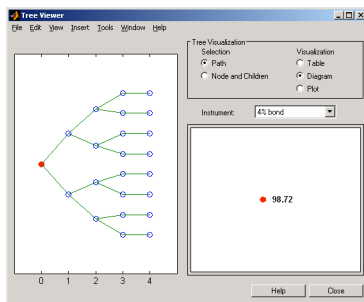 Tree Viewer
File Edit View Insert Tools Window Help
Tree Visualization
Selection
Visualization
Path
Table
Node and Children
Diagram
Plot
Instrument:
4% bond
98.72
0 1 2 3 4
Help
Close